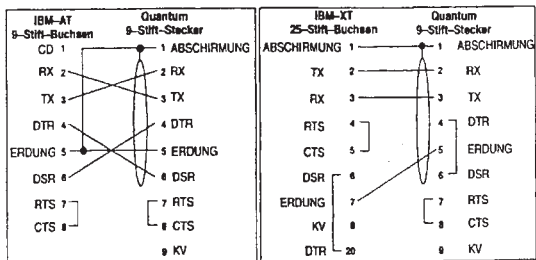 IBM-AT
9-Stift-Buchsen
Quantum
9-Stift-Stecker
CD 1 1 ABSCHIRMUNG
RX 2 2 RX
TX 3 3 TX
DTR 4 4 DTR
ERDUNG 5 5 ERDUNG
DSR 6 6 DSR
RTS 7 7 RTS
CTS 8 8 CTS
9 KV
IBM-XT
25-Stift-Buchsen
Quantum
9-Stift-Stecker
ABSCHIRMUNG 1 1 ABSCHIRMUNG
TX 2 2 RX
RX 3 3 TX
RTS 4 4 DTR
CTS 5 5 ERDUNG
DSR 6 6 DSR
ERDUNG 7 7 RTS
KV 8 8 CTS
DTR 20 9 KV